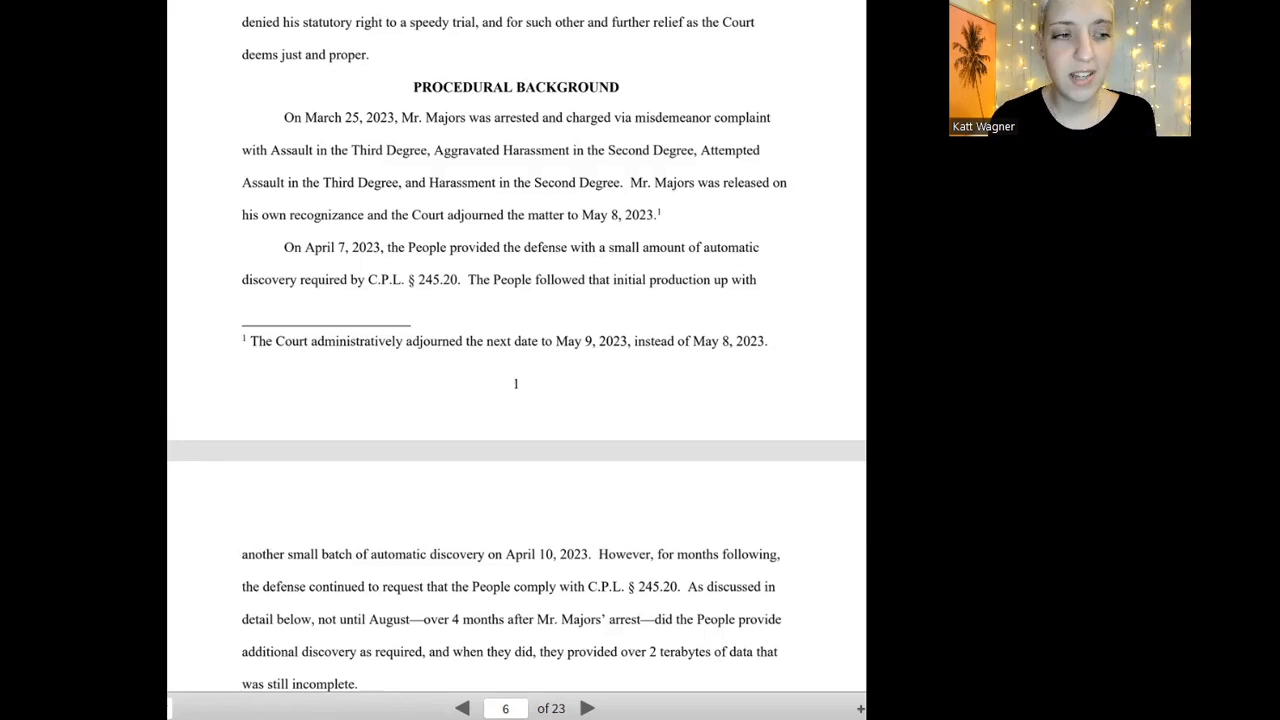 denied his statutory right to a speedy trial, and for such other and further relief as the Court
deems just and proper.
PROCEDURAL BACKGROUND
On March 25, 2023, Mr. Majors was arrested and charged via misdemeanor complaint
with Assault in the Third Degree, Aggravated Harassment in the Second Degree, Attempted
Assault in the Third Degree, and Harassment in the Second Degree.  Mr. Majors was released on
his own recognizance and the Court adjourned the matter to May 8, 2023.¹
On April 7, 2023, the People provided the defense with a small amount of automatic
discovery required by C.P.L. § 245.20.  The People followed that initial production up with
¹ The Court administratively adjourned the next date to May 9, 2023, instead of May 8, 2023.
1
another small batch of automatic discovery on April 10, 2023.  However, for months following,
the defense continued to request that the People comply with C.P.L. § 245.20.  As discussed in
detail below, not until August—over 4 months after Mr. Majors’ arrest—did the People provide
additional discovery as required, and when they did, they provided over 2 terabytes of data that
was still incomplete.
6 of 23
+
Katt Wagner